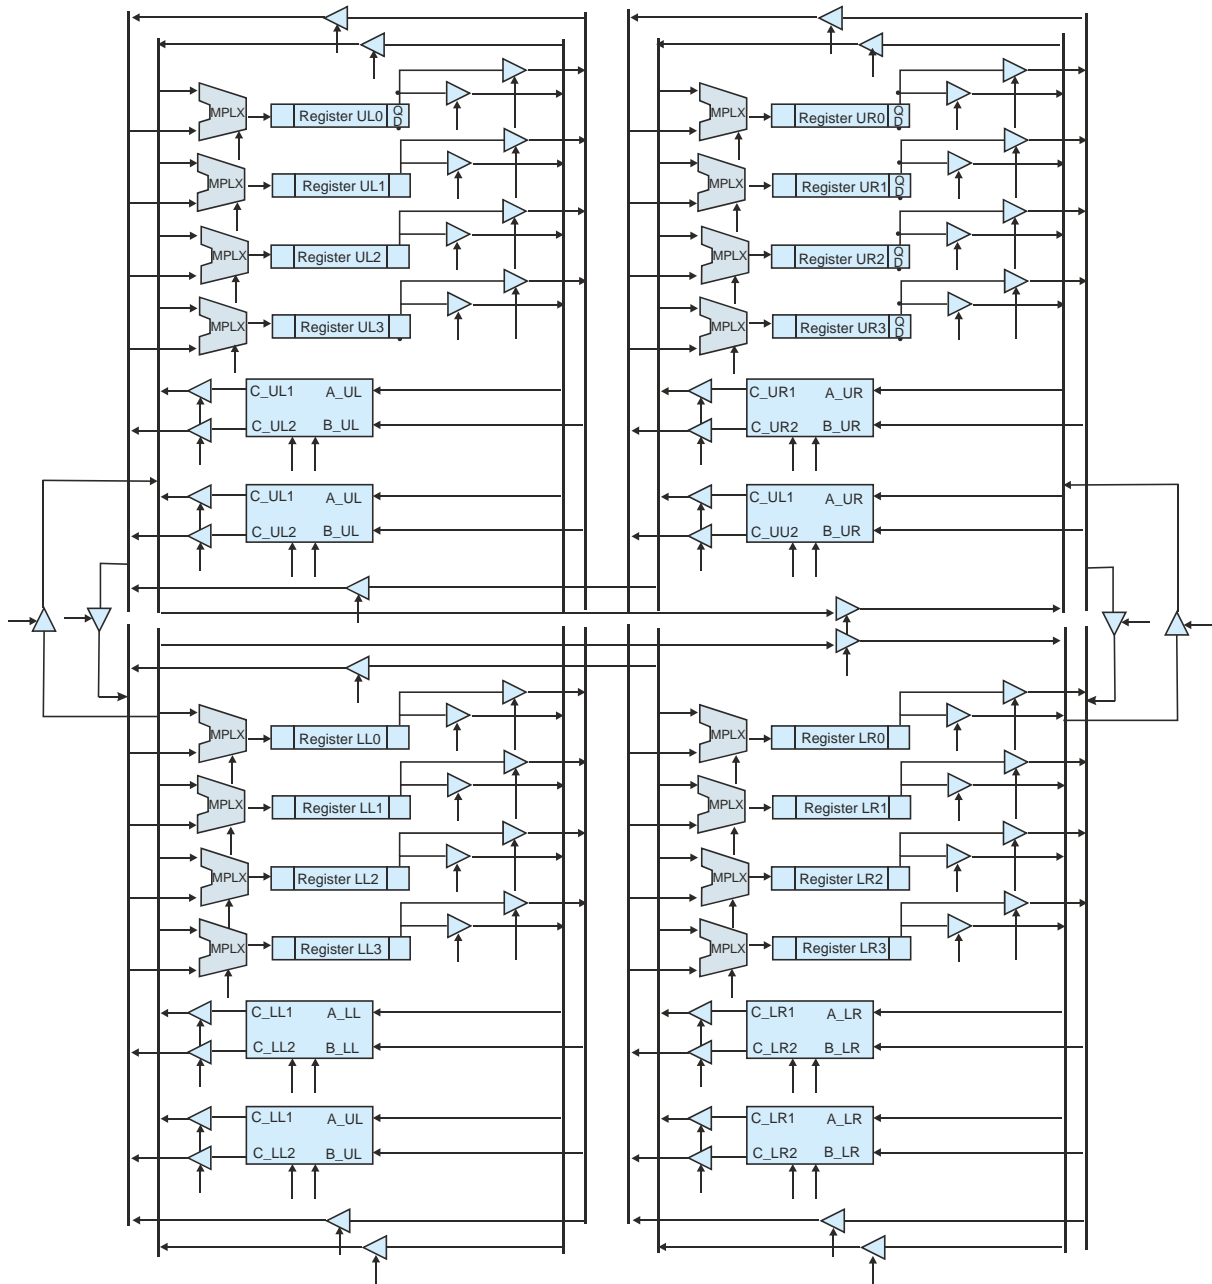 MPLX Register UL0 Q D
MPLX Register UL1
MPLX Register UL2
MPLX Register UL3
C_UL1 A_UL
C_UL2 B_UL
C_UL1 A_UL
C_UL2 B_UL
MPLX Register UR0 Q D
MPLX Register UR1 Q D
MPLX Register UR2 Q D
MPLX Register UR3 Q D
C_UR1 A_UR
C_UR2 B_UR
C_UL1 A_UR
C_UU2 B_UR
MPLX Register LL0
MPLX Register LL1
MPLX Register LL2
MPLX Register LL3
C_LL1 A_LL
C_LL2 B_LL
C_LL1 A_UL
C_LL2 B_UL
MPLX Register LR0
MPLX Register LR1
MPLX Register LR2
MPLX Register LR3
C_LR1 A_LR
C_LR2 B_LR
C_LR1 A_LR
C_LR2 B_LR